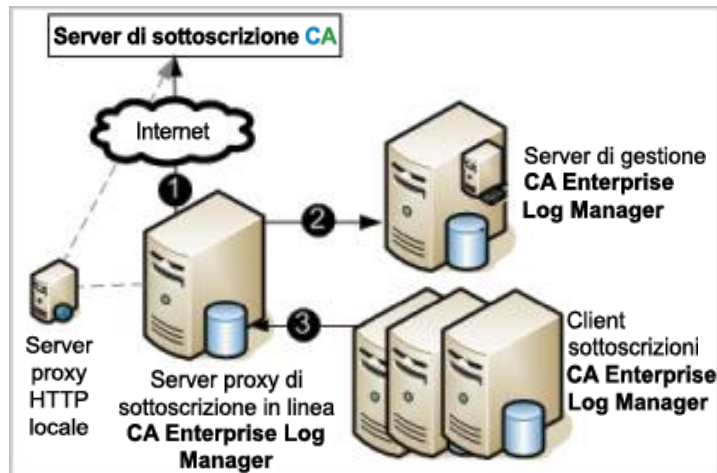 Server di sottoscrizione CA
Internet
1
2
3
Server di gestione
CA Enterprise
Log Manager
Server
proxy
HTTP
locale
Server proxy di
sottoscrizione in linea
CA Enterprise Log
Manager
Client
sottoscrizioni
CA Enterprise
Log Manager